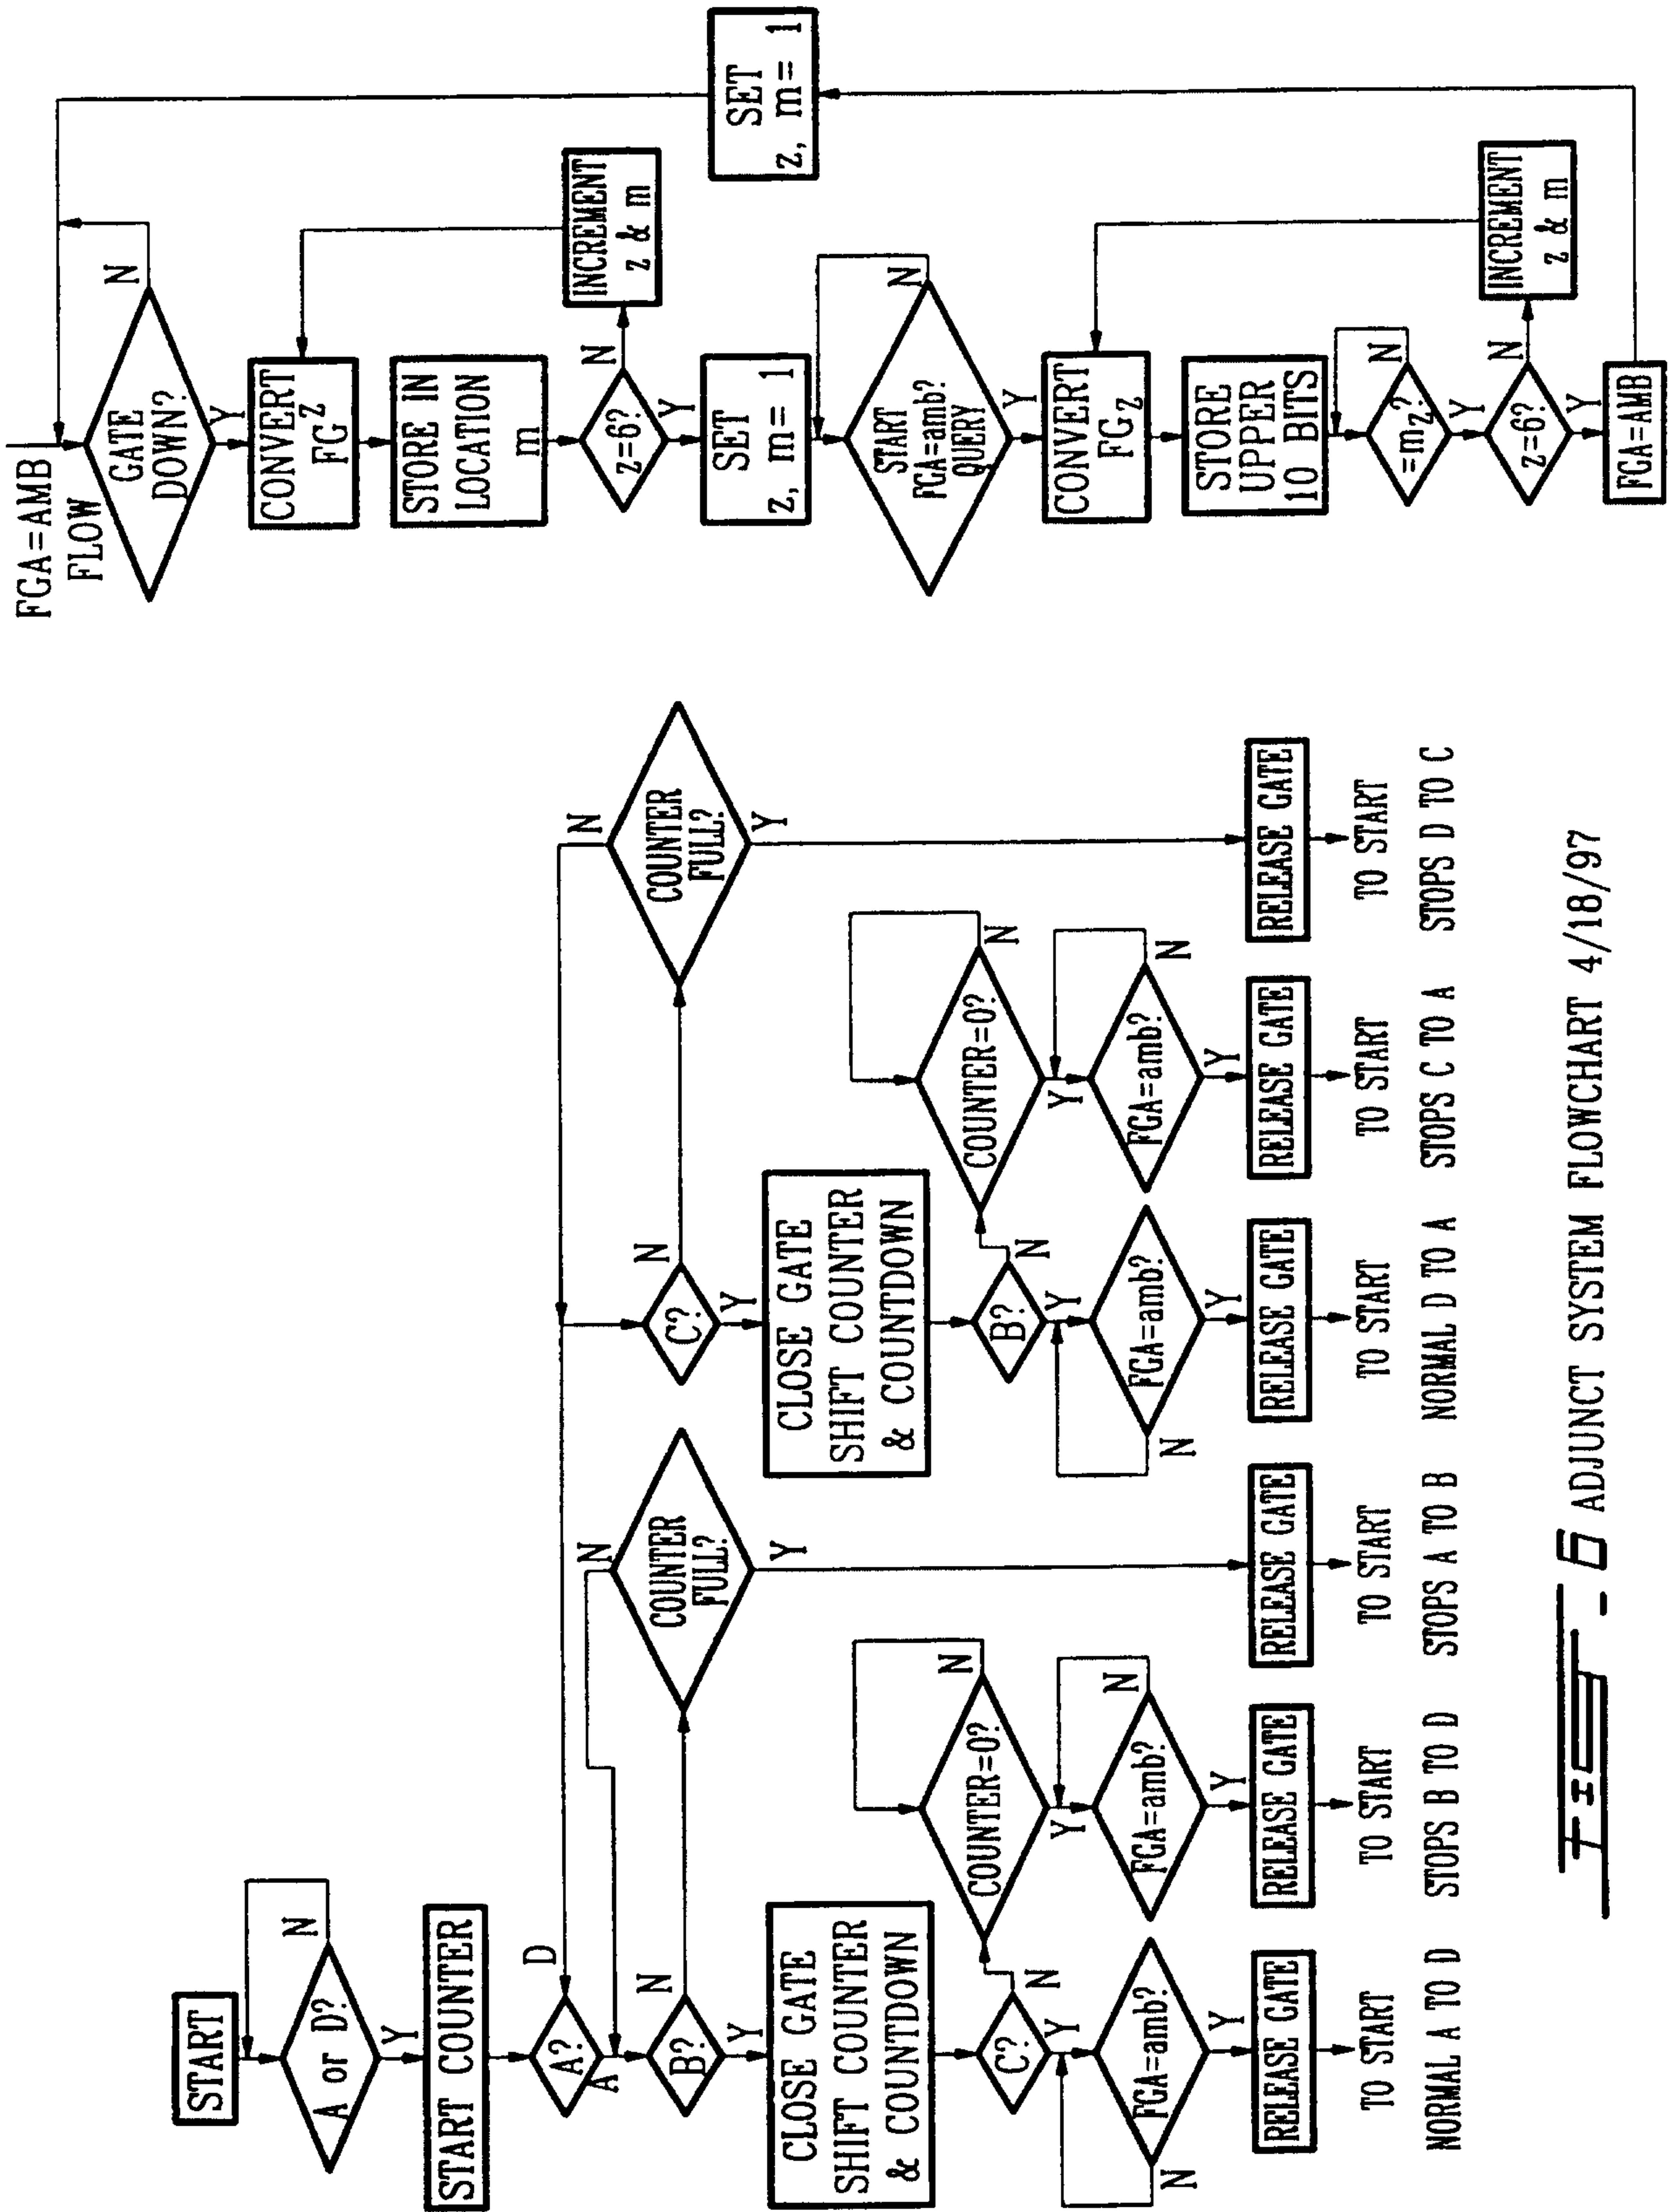 START
A or D?
N
Y
START COUNTER
A?
D
A
B?
N
Y
COUNTER
FULL?
N
Y
CLOSE GATE
SHIFT COUNTER
& COUNTDOWN
C?
N
Y
COUNTER=0?
N
Y
FGA=amb?
N
Y
FGA=amb?
N
Y
RELEASE GATE
RELEASE GATE
RELEASE GATE
TO START
TO START
TO START
NORMAL A TO D
STOPS B TO D
STOPS A TO B
C?
N
Y
COUNTER
FULL?
N
Y
CLOSE GATE
SHIFT COUNTER
& COUNTDOWN
B?
N
Y
COUNTER=0?
N
Y
FGA=amb?
N
Y
FGA=amb?
N
Y
RELEASE GATE
RELEASE GATE
RELEASE GATE
TO START
TO START
TO START
NORMAL D TO A
STOPS C TO A
STOPS D TO C
FGA=AMB
FLOW
GATE
DOWN?
N
Y
CONVERT
FGz
STORE IN
LOCATION
m
z=6?
N
Y
INCREMENT
z & m
SET
z, m= 1
START
FGA=amb?
QUERY
N
Y
CONVERT
FGz
STORE
UPPER
10 BITS
=mz?
N
Y
z=6?
N
Y
INCREMENT
z & m
FGA=AMB
SET
z, m= 1
FIG - 6 ADJUNCT SYSTEM FLOWCHART 4/18/97